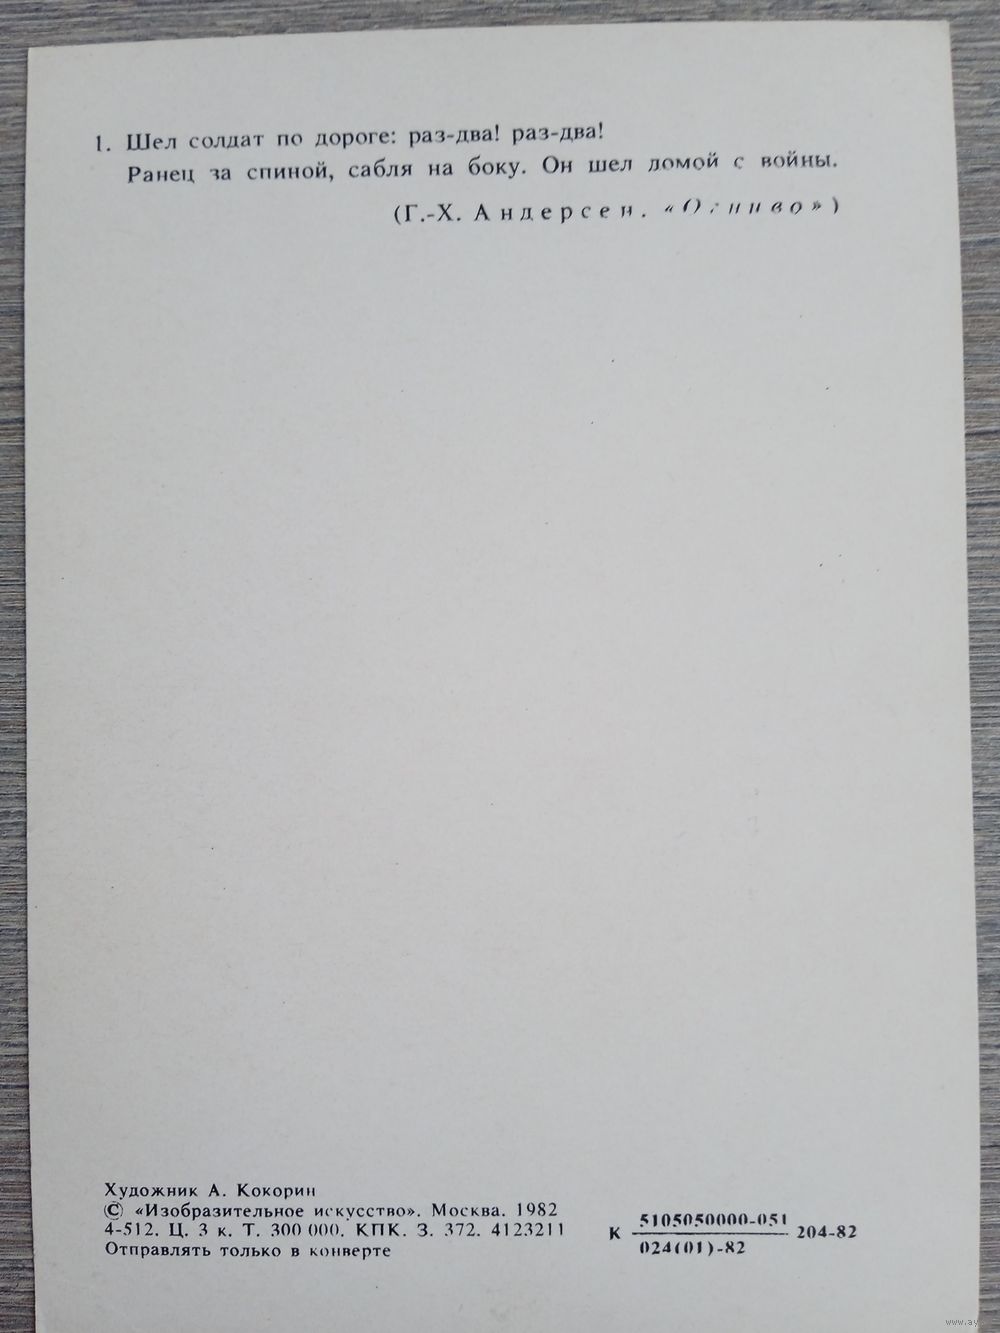 1. Шел солдат по дороге: раз-два! раз-два!
Ранец за спиной, сабля на боку. Он шел домой с войны.
(Г.-Х. Андерсен. «Огниво»)
Художник А. Кокорин
© «Изобразительное искусство». Москва. 1982
4-512. Ц. 3 к. Т. 300 000. КПК. З. 372. 4123211
Отправлять только в конверте
К 5105050000-051 204-82
024(01)-82
www.ay